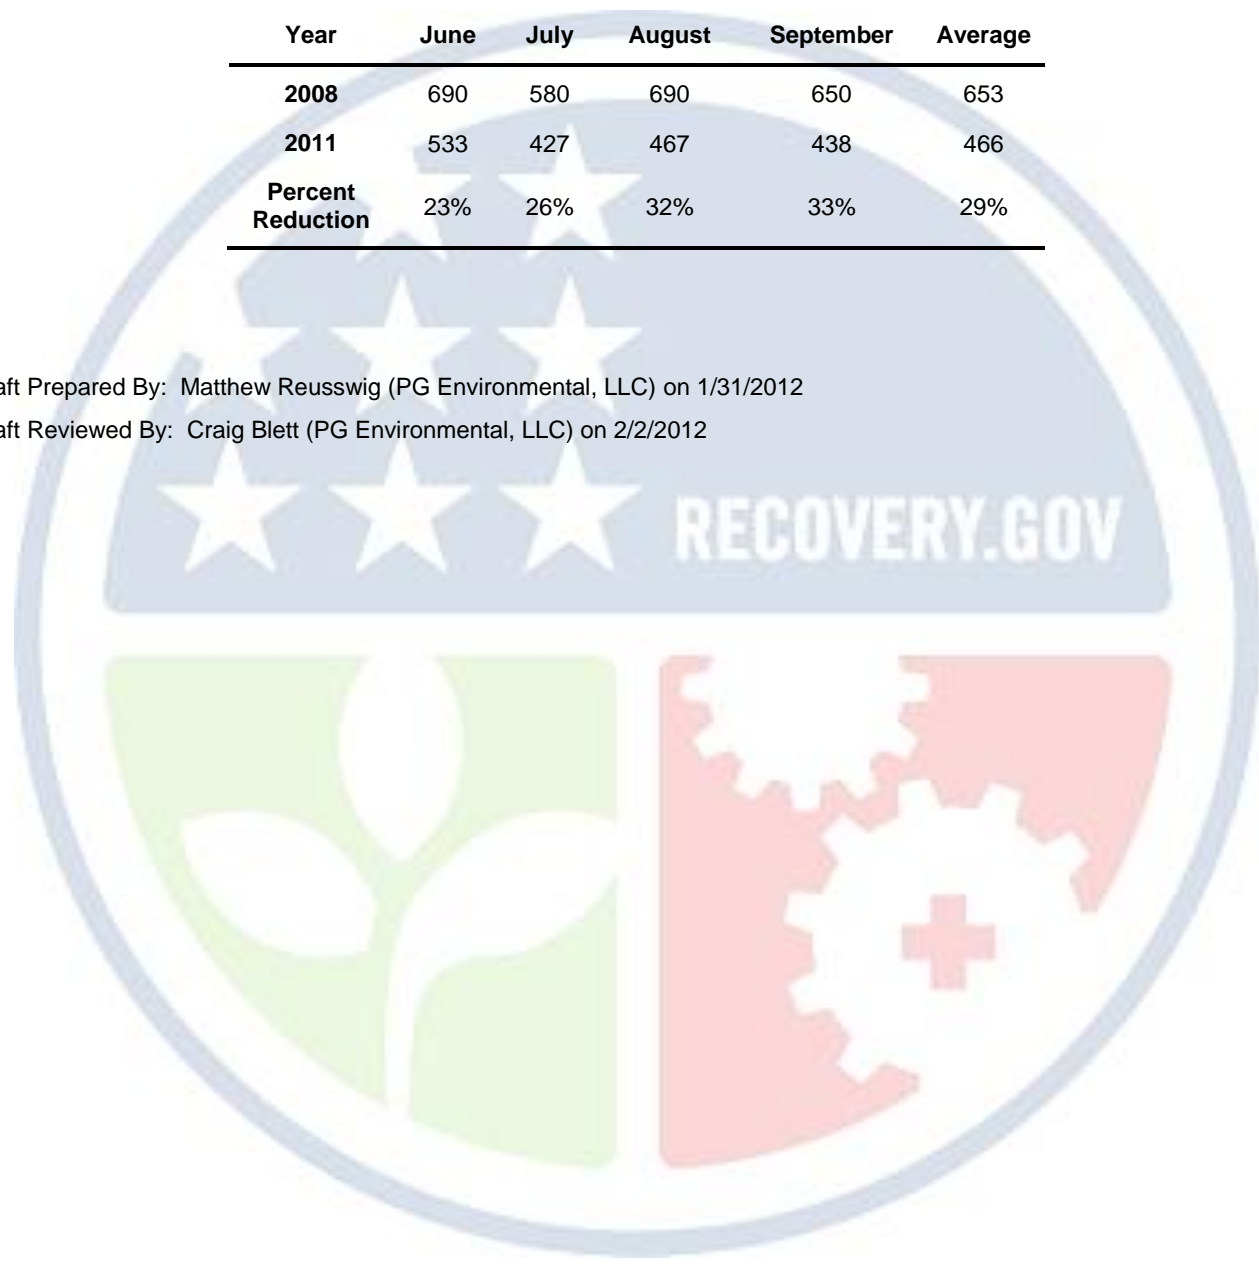 Year June July August September Average
2008 690 580 690 650 653
2011 533 427 467 438 466
Percent
Reduction 23% 26% 32% 33% 29%
aft Prepared By: Matthew Reusswig (PG Environmental, LLC) on 1/31/2012
aft Reviewed By: Craig Blett (PG Environmental, LLC) on 2/2/2012
RECOVERY.GOV